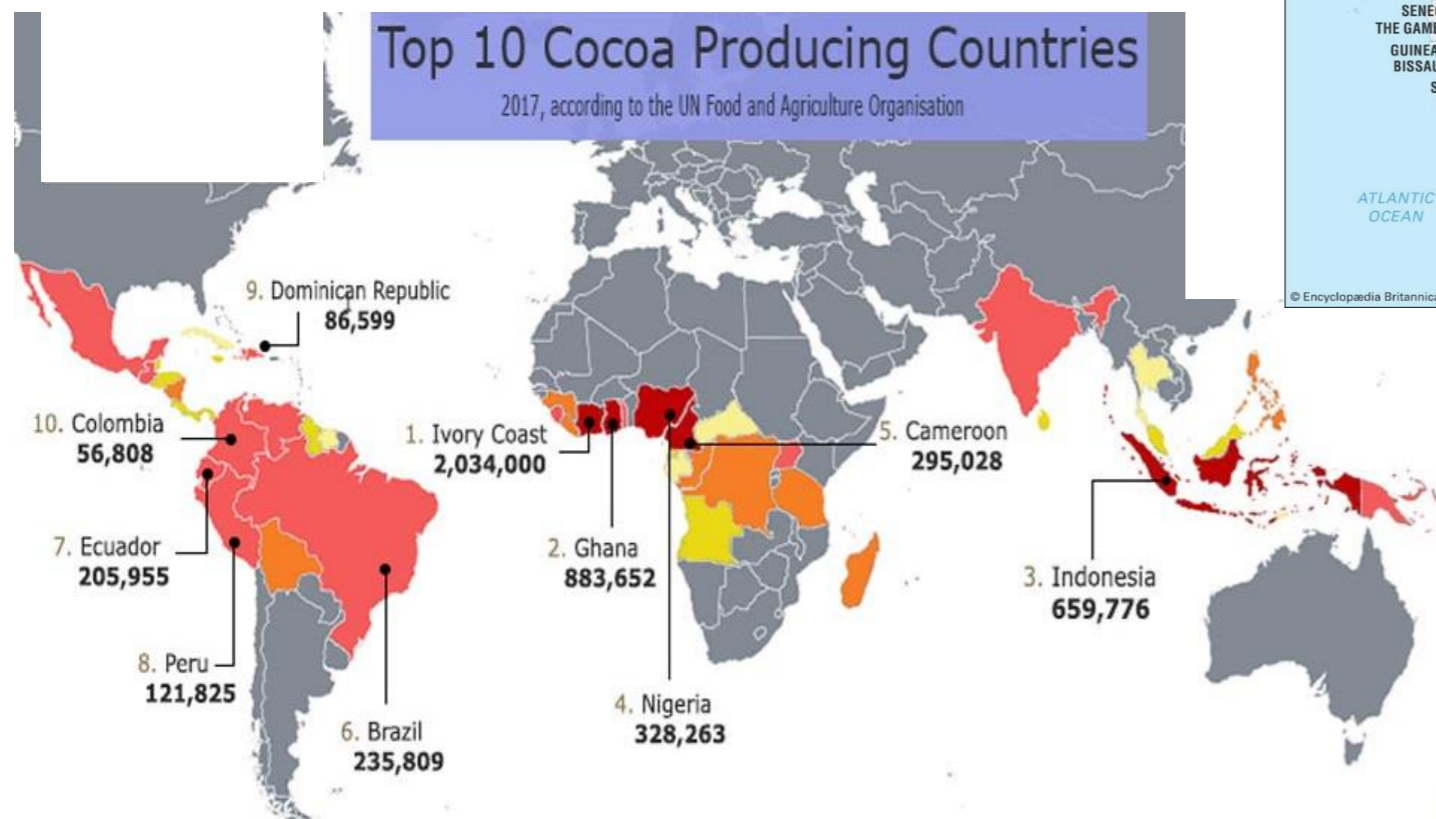 Top 10 Cocoa Producing Countries
2017, according to the UN Food and Agriculture Organisation
THE
ATLANTIC
OCEAN
© Encyclopædia Britannica
9. Dominican Republic
86,599
10. Colombia
56,808
1. Ivory Coast
2,034,000
5. Cameroon
295,028
7. Ecuador
205,955
2. Ghana
883,652
3. Indonesia
659,776
8. Peru
121,825
4. Nigeria
328,263
6. Brazil
235,809